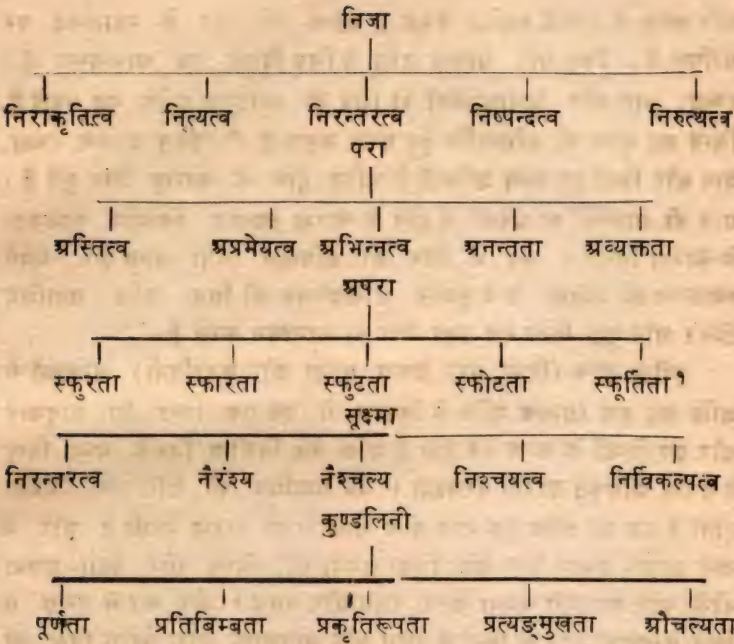 निजा
निराकृतित्व नित्यत्व निरन्तरत्व निष्पन्दत्व निरुत्थत्व
परा
अस्तित्व अप्रमेयत्व अभिन्नत्व अनन्तता अव्यक्तता
अपरा
स्फुरता स्फारता स्फुटता स्फोटता स्फूर्तिता १
सूक्ष्मा
निरन्तरत्व नैरंश्य नैश्चल्य निश्चयत्व निर्विकल्पत्व
कुण्डलिनी
पूर्णता प्रतिबिम्बता प्रकृतिरूपता प्रत्यङ्मुखता औचल्यता